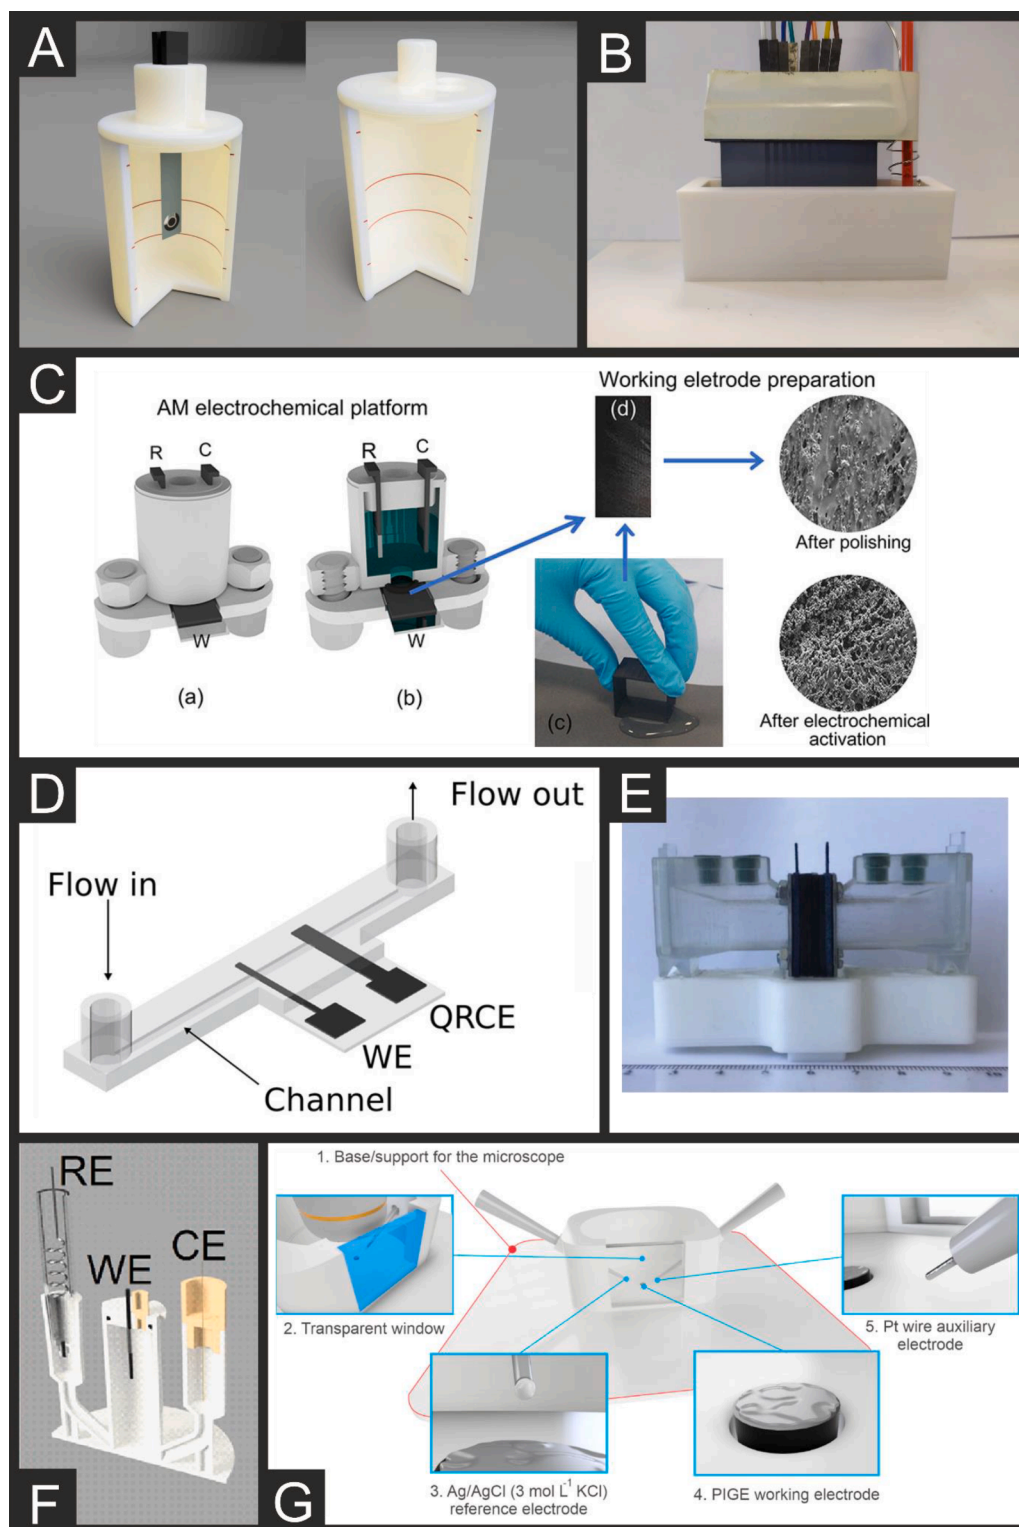 A
B
C
AM electrochemical platform
Working eletrode preparation
R
C
R
C
(d)
After polishing
W
W
(a)
(b)
(c)
After electrochemical
activation
D
Flow out
Flow in
QRCE
WE
Channel
E
RE
WE
CE
F
1. Base/support for the microscope
2. Transparent window
5. Pt wire auxiliary
electrode
3. Ag/AgCl (3 mol L⁻¹ KCl)
reference electrode
4. PIGE working electrode
G